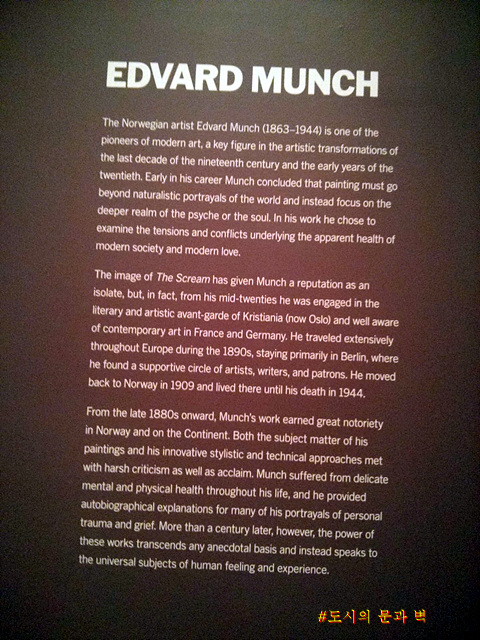 EDVARD MUNCH
The Norwegian artist Edvard Munch (1863–1944) is one of the
pioneers of modern art, a key figure in the artistic transformations of
the last decade of the nineteenth century and the early years of the
twentieth. Early in his career Munch concluded that painting must go
beyond naturalistic portrayals of the world and instead focus on the
deeper realm of the psyche or the soul. In his work he chose to
examine the tensions and conflicts underlying the apparent health of
modern society and modern love.
The image of The Scream has given Munch a reputation as an
isolate, but, in fact, from his mid-twenties he was engaged in the
literary and artistic avant-garde of Kristiania (now Oslo) and well aware
of contemporary art in France and Germany. He traveled extensively
throughout Europe during the 1890s, staying primarily in Berlin, where
he found a supportive circle of artists, writers, and patrons. He moved
back to Norway in 1909 and lived there until his death in 1944.
From the late 1880s onward, Munch's work earned great notoriety
in Norway and on the Continent. Both the subject matter of his
paintings and his innovative stylistic and technical approaches met
with harsh criticism as well as acclaim. Munch suffered from delicate
mental and physical health throughout his life, and he provided
autobiographical explanations for many of his portrayals of personal
trauma and grief. More than a century later, however, the power of
these works transcends any anecdotal basis and instead speaks to
the universal subjects of human feeling and experience.
#도시의 문과 벽